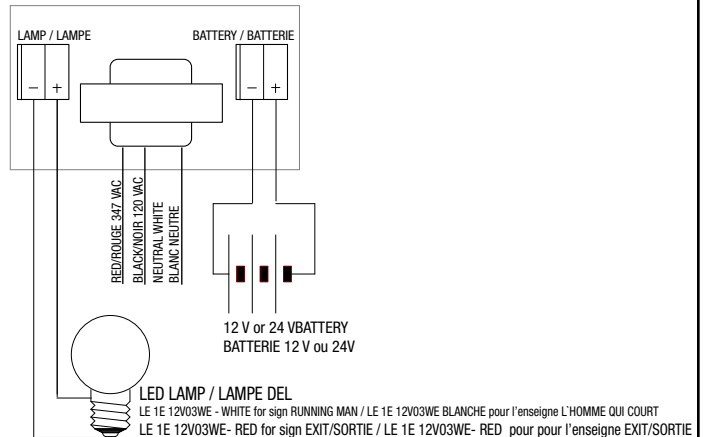 LAMP / LAMPE
BATTERY / BATTERIE
− +
− +
RED/ROUGE 347 VAC
BLACK/NOIR 120 VAC
NEUTRAL WHITE
BLANC NEUTRE
12 V or 24 VBATTERY
BATTERIE 12 V ou 24V
LED LAMP / LAMPE DEL
LE 1E 12V03WE - WHITE for sign RUNNING MAN / LE 1E 12V03WE BLANCHE pour l'enseigne L`HOMME QUI COURT
LE 1E 12V03WE- RED for sign EXIT/SORTIE / LE 1E 12V03WE- RED pour pour l'enseigne EXIT/SORTIE